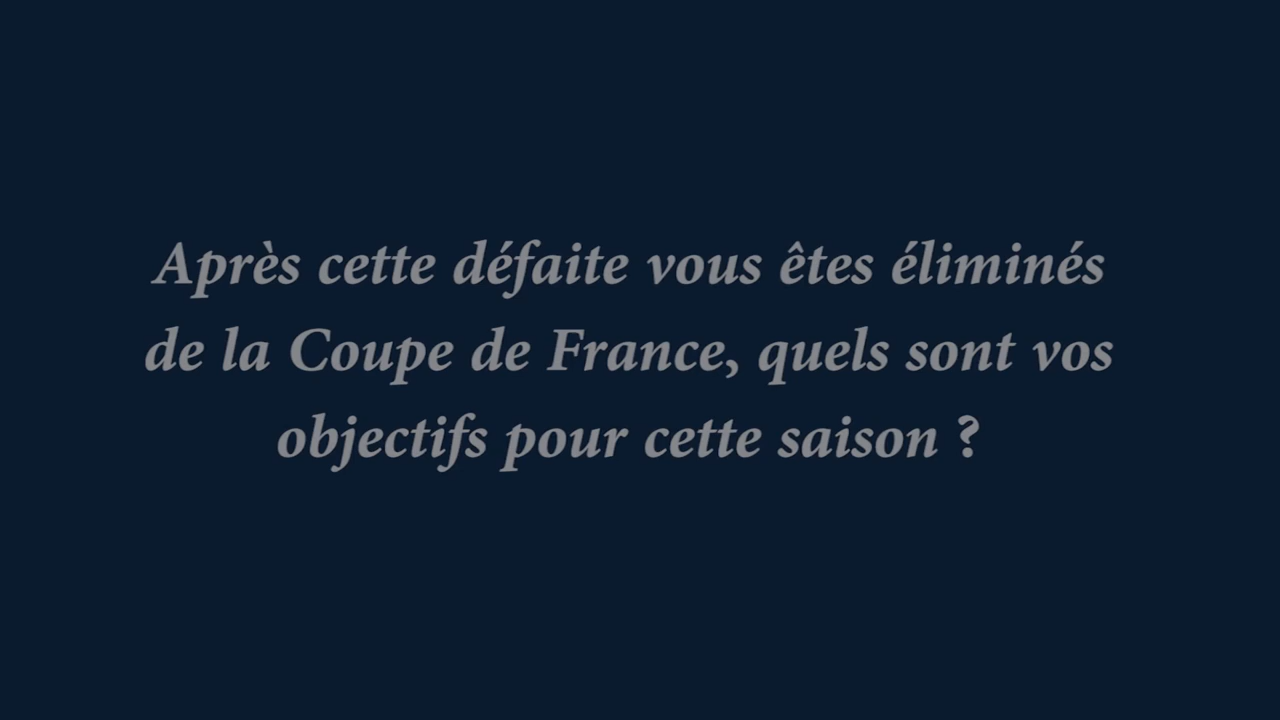 Après cette défaite vous êtes éliminés
de la Coupe de France, quels sont vos
objectifs pour cette saison ?